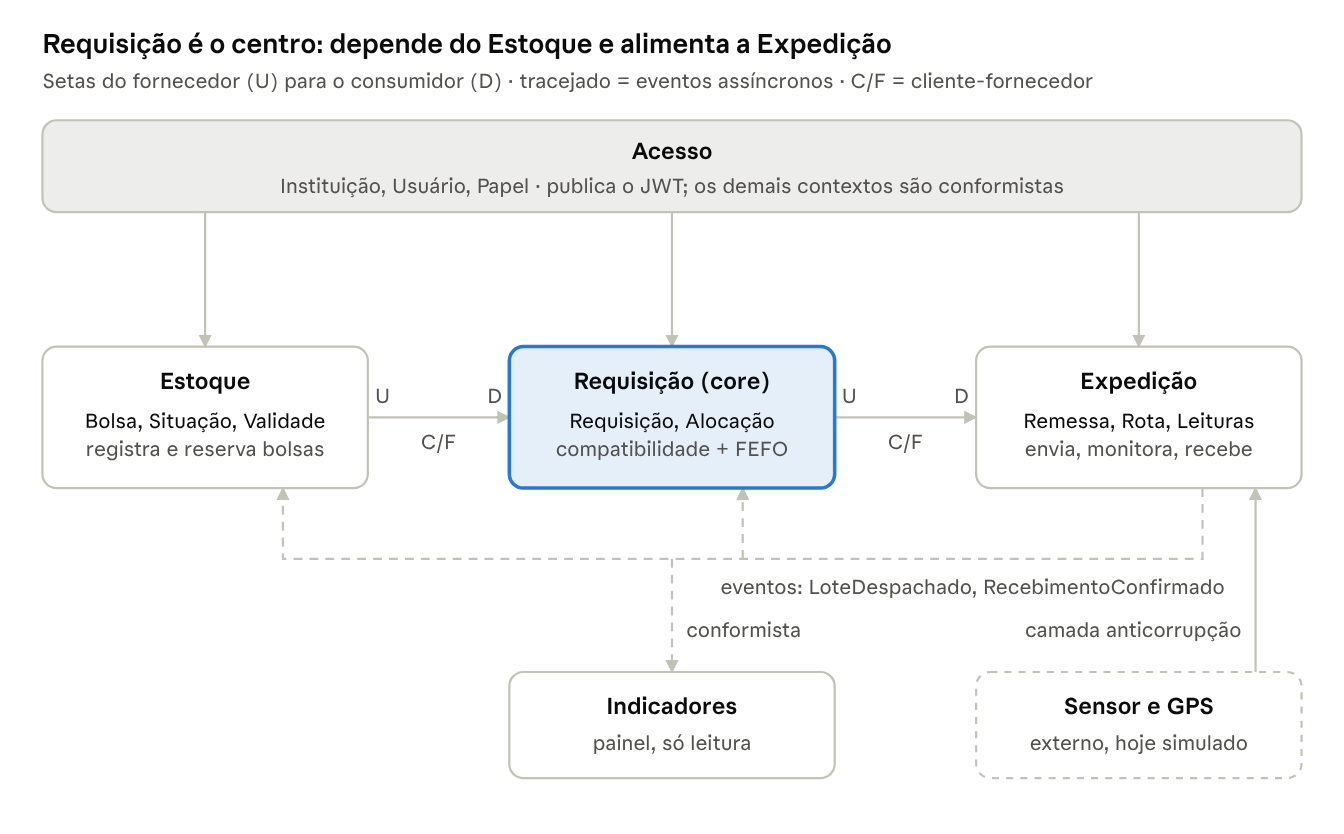 Requisição é o centro: depende do Estoque e alimenta a Expedição
Setas do fornecedor (U) para o consumidor (D) · tracejado = eventos assíncronos · C/F = cliente-fornecedor
Acesso
Instituição, Usuário, Papel · publica o JWT; os demais contextos são conformistas
Estoque
Bolsa, Situação, Validade
registra e reserva bolsas
U
D
C/F
Requisição (core)
Requisição, Alocação
compatibilidade + FEFO
U
D
C/F
Expedição
Remessa, Rota, Leituras
envia, monitora, recebe
eventos: LoteDespachado, RecebimentoConfirmado
conformista
camada anticorrupção
Indicadores
painel, só leitura
Sensor e GPS
externo, hoje simulado